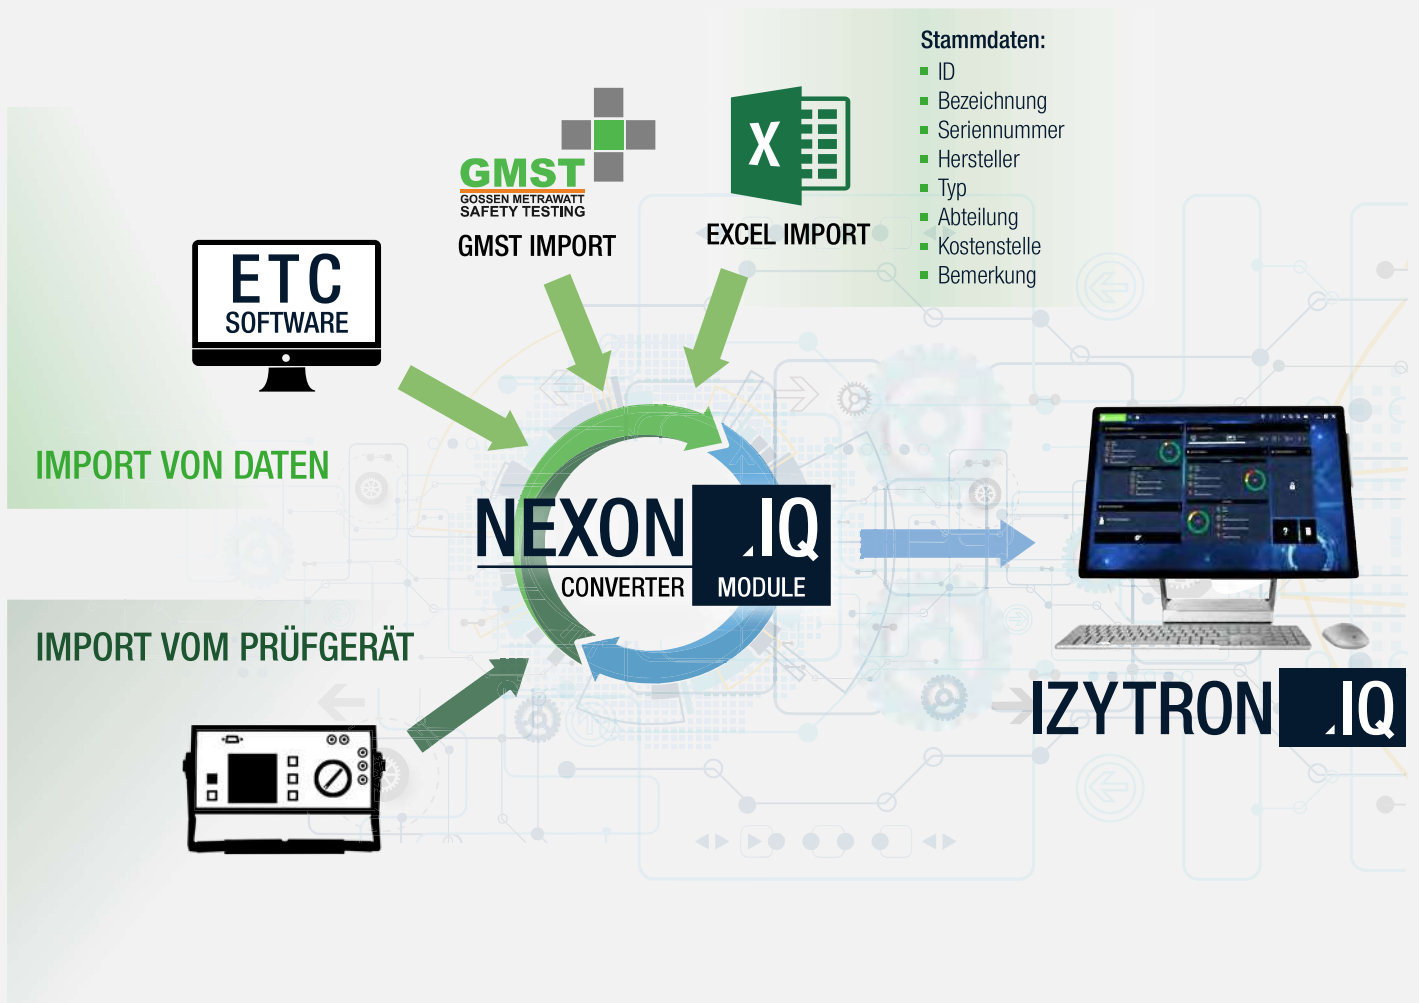 Stammdaten:
ID
Bezeichnung
Seriennummer
Hersteller
Typ
Abteilung
Kostenstelle
Bemerkung
GMST
GOSSEN METRAWATT
SAFETY TESTING
GMST IMPORT
X
EXCEL IMPORT
ETC
SOFTWARE
IMPORT VON DATEN
NEXON .IQ
CONVERTER MODULE
IMPORT VOM PRÜFGERÄT
IZYTRON .IQ